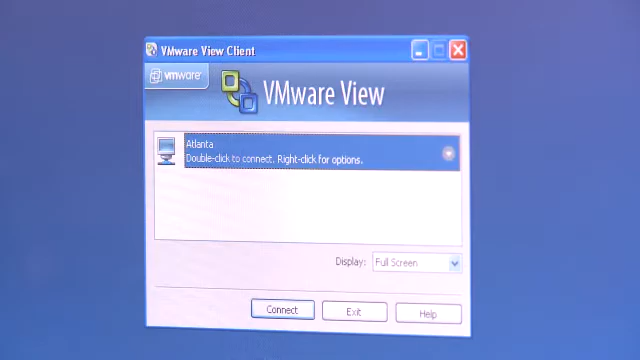 VMware View Client
vmware
VMware View
Atlanta
Double-click to connect. Right-click for options.
Display: Full Screen
Connect Exit Help